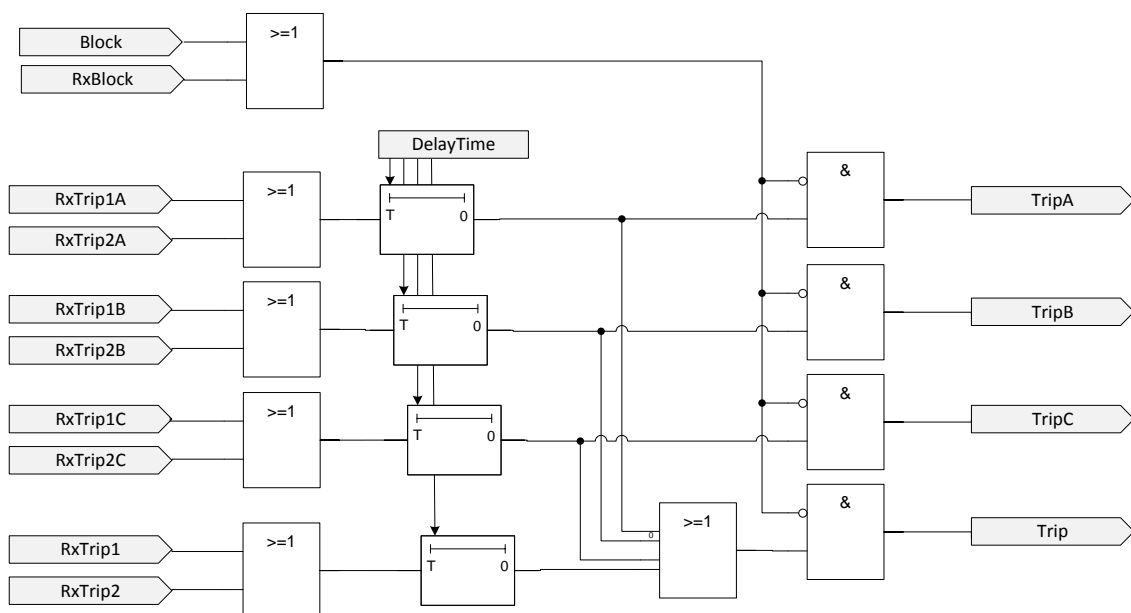 Block
>=1
RxBlock
DelayTime
RxTrip1A
>=1
T
0
&
TripA
RxTrip2A
RxTrip1B
>=1
T
0
&
TripB
RxTrip2B
RxTrip1C
>=1
T
0
&
TripC
RxTrip2C
RxTrip1
>=1
T
0
0
>=1
&
Trip
RxTrip2